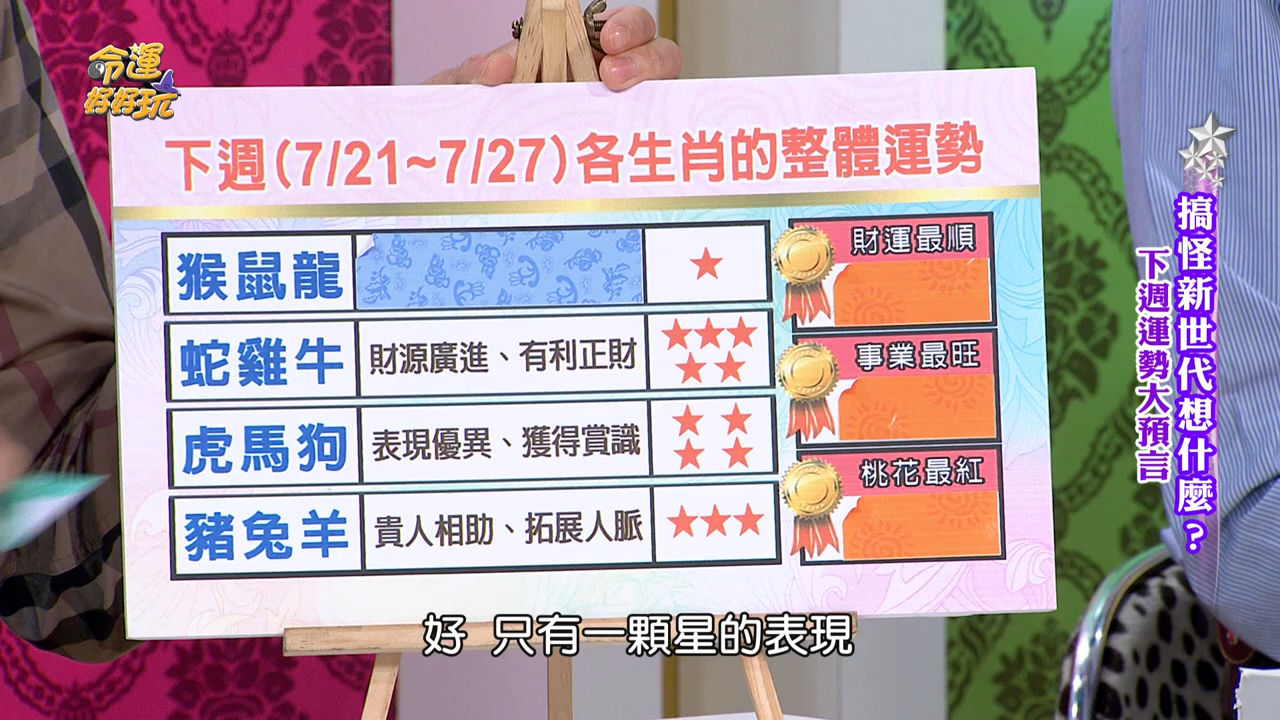 命運
好好玩
下週(7/21~7/27)各生肖的整體運勢
猴鼠龍 ★
蛇雞牛 財源廣進、有利正財 ★★★★★
虎馬狗 表現優異、獲得賞識 ★★★★
豬兔羊 貴人相助、拓展人脈 ★★★
財運最順
事業最旺
桃花最紅
搞怪新世代想什麼?
下週運勢大預言
好 只有一顆星的表現